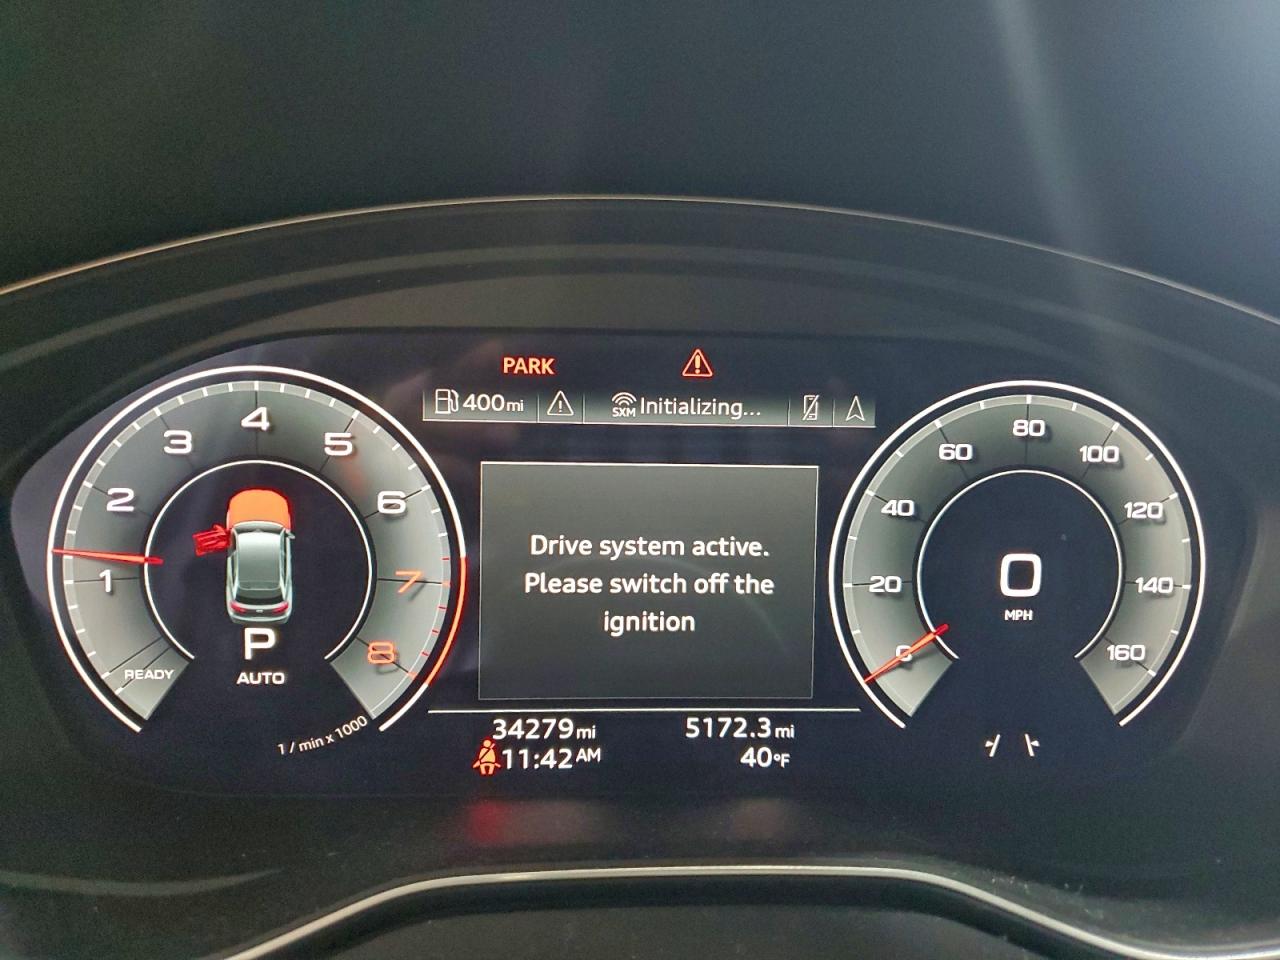 PARK
400mi
SXM Initializing...
4
3
5
2
6
1
7
8
READY
P
AUTO
1 / min x 1000
Drive system active.
Please switch off the
ignition
34279mi
5172.3mi
11:42AM
40°F
80
60
100
40
120
20
140
0
160
0
MPH